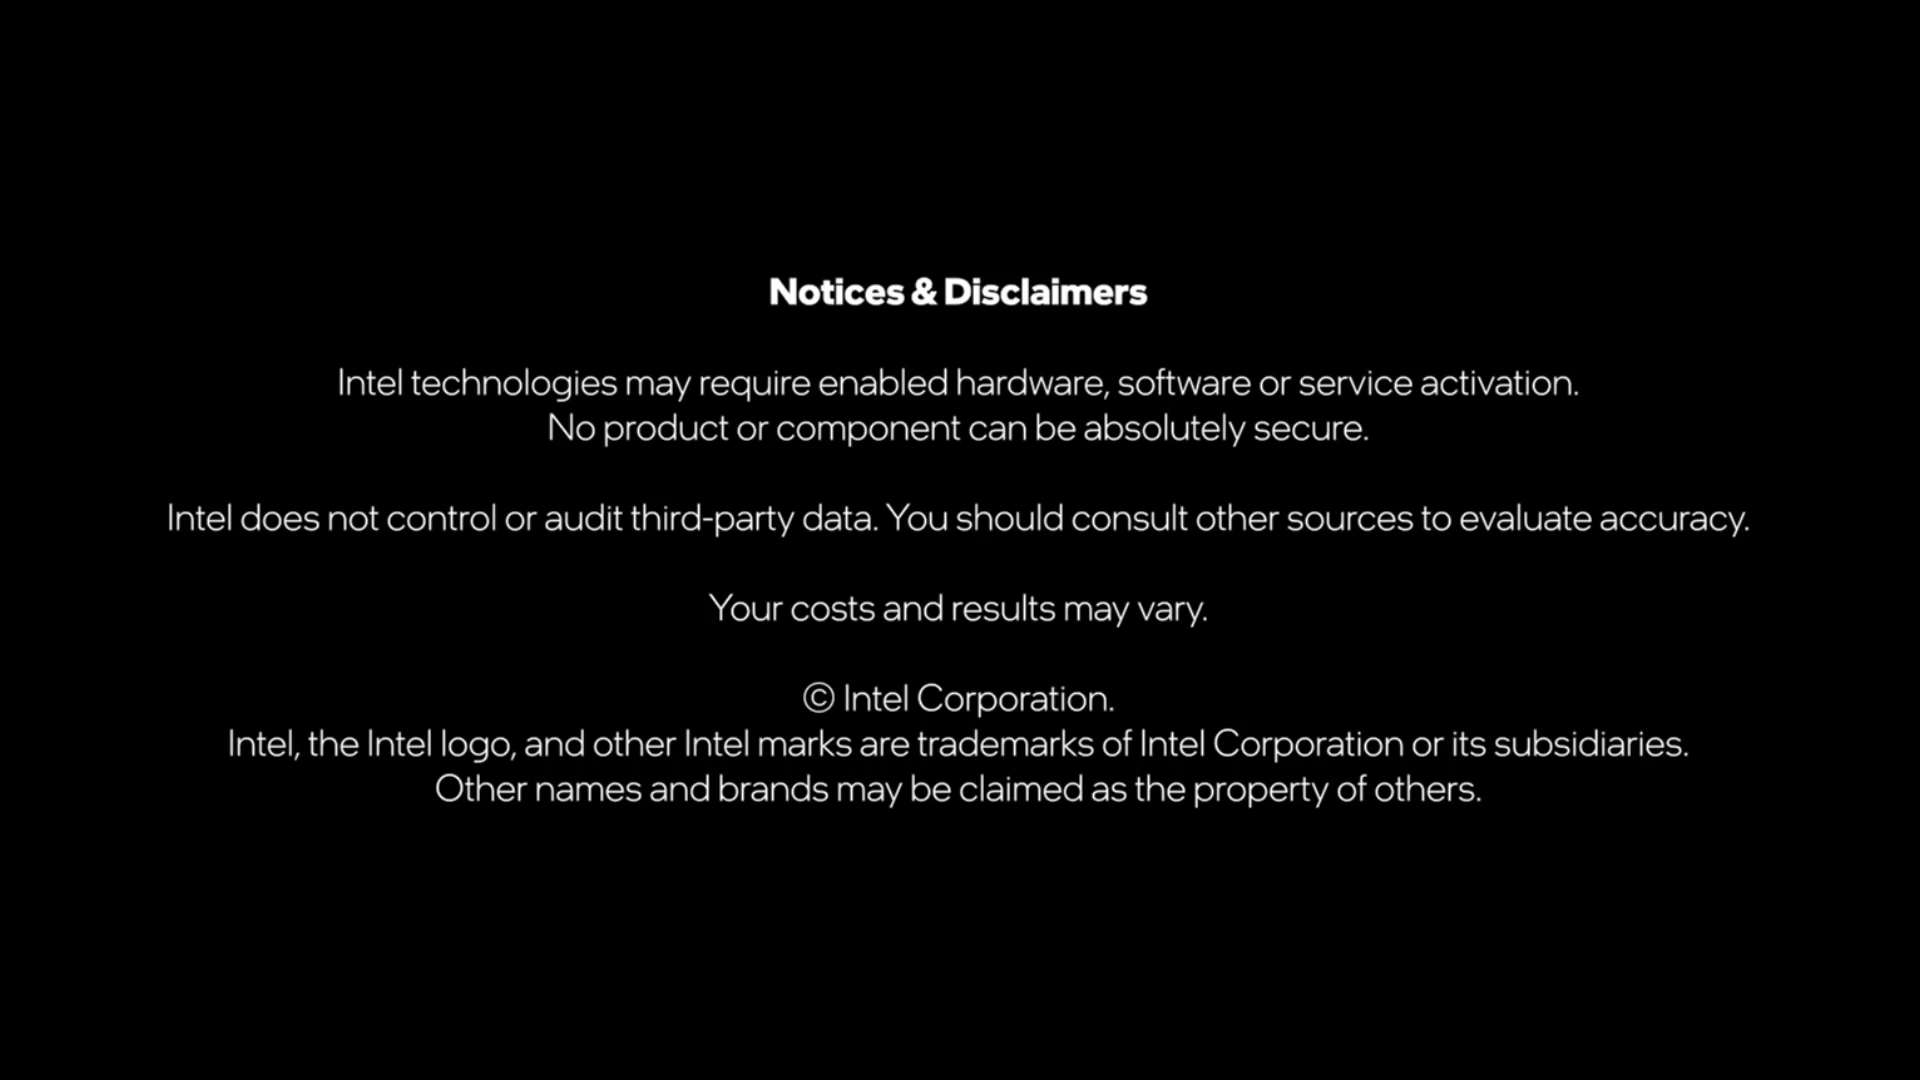 Notices & Disclaimers
Intel technologies may require enabled hardware, software or service activation.
No product or component can be absolutely secure.
Intel does not control or audit third-party data. You should consult other sources to evaluate accuracy.
Your costs and results may vary.
© Intel Corporation.
Intel, the Intel logo, and other Intel marks are trademarks of Intel Corporation or its subsidiaries.
Other names and brands may be claimed as the property of others.